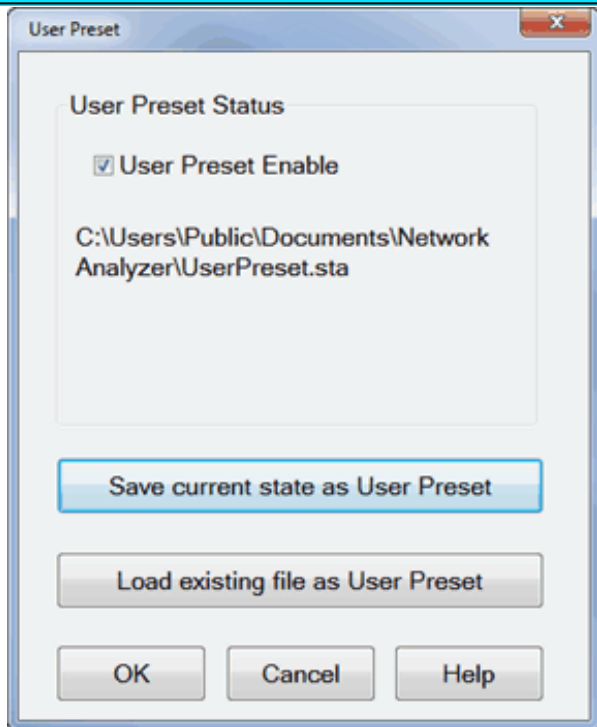 User Preset
User Preset Status
User Preset Enable
C:\Users\Public\Documents\Network
Analyzer\UserPreset.sta
Save current state as User Preset
Load existing file as User Preset
OK Cancel Help